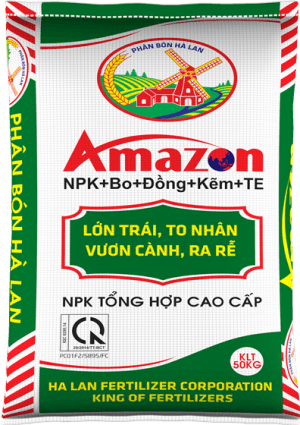 PHÂN BÓN HÀ LAN
Amazon
NPK+Bo+Đồng+Kẽm+TE
LỚN TRÁI, TO NHÂN
VƯƠN CÀNH, RA RỄ
NPK TỔNG HỢP CAO CẤP
PHÂN BÓN HÀ LAN
KLT
50KG
HA LAN FERTILIZER CORPORATION
KING OF FERTILIZERS